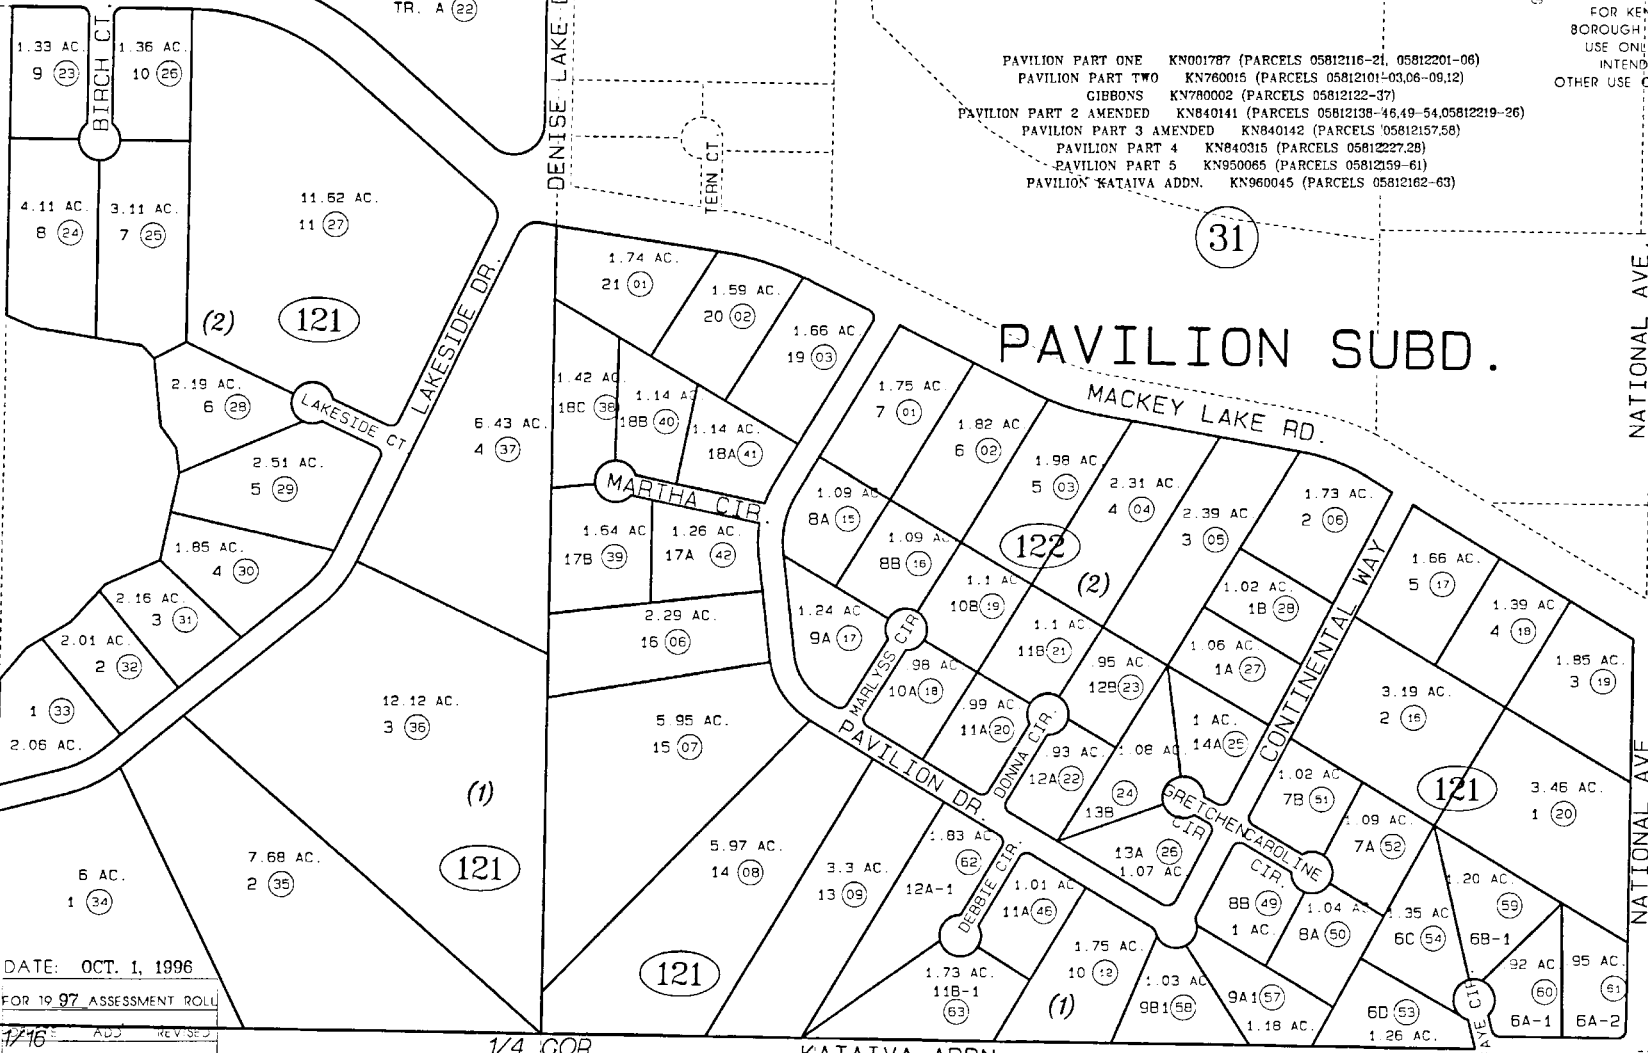 TR. A (22)
FOR KE
BOROUGH
USE ONL
INTEND
OTHER USE
PAVILION PART ONE KN001787 (PARCELS 05812116-21, 05812201-06)
PAVILION PART TWO KN760015 (PARCELS 05812101-03,06-09,12)
GIBBONS KN780002 (PARCELS 05812122-37)
PAVILION PART 2 AMENDED KN840141 (PARCELS 05812138-46,49-54,05812219-26)
PAVILION PART 3 AMENDED KN840142 (PARCELS 05812157,58)
PAVILION PART 4 KN840315 (PARCELS 05812227,28)
PAVILION PART 5 KN950065 (PARCELS 05812159-61)
PAVILION KATAIVA ADDN. KN960045 (PARCELS 05812162-63)
31
PAVILION SUBD.
MACKEY LAKE RD.
NATIONAL AVE.
NATIONAL AVE
DENISE LAKE
TERN CT.
BIRCH CT.
1.33 AC.
9 (23)
1.36 AC.
10 (26)
4.11 AC.
8 (24)
3.11 AC.
7 (25)
11.62 AC.
11 (27)
(2)
121
LAKESIDE DR.
LAKESIDE CT.
2.19 AC.
6 (28)
2.51 AC.
5 (29)
1.85 AC.
4 (30)
2.16 AC.
3 (31)
2.01 AC.
2 (32)
1 (33)
2.06 AC.
6.43 AC.
4 (37)
12.12 AC.
3 (36)
(1)
121
7.68 AC.
2 (35)
6 AC.
1 (34)
1.74 AC.
21 (01)
1.59 AC.
20 (02)
1.66 AC.
19 (03)
1.42 AC
18C (38)
1.14 AC
18B (40)
1.14 AC.
18A (41)
MARTHA CIR.
1.64 AC
17B (39)
1.26 AC.
17A (42)
2.29 AC.
16 (06)
5.95 AC.
15 (07)
5.97 AC.
14 (08)
3.3 AC.
13 (09)
121
1.75 AC.
7 (01)
1.82 AC.
6 (02)
1.98 AC.
5 (03)
2.31 AC.
4 (04)
2.39 AC
3 (05)
1.73 AC.
2 (06)
122
(2)
1.09 AC
8A (15)
1.09 AC
8B (16)
1.24 AC
9A (17)
MARLYSS CIR
.98 AC
10A (18)
1.1 AC
10B (19)
.99 AC
11A (20)
1.1 AC.
11B (21)
DONNA CIR.
.93 AC.
12A (22)
.95 AC.
12B (23)
1.08 AC.
(24)
13B
1 AC.
14A (25)
13A (26)
1.07 AC
1.06 AC.
1A (27)
1.02 AC.
1B (28)
GRETCHEN
CIR
CONTINENTAL WAY
PAVILION DR.
1.66 AC.
5 (17)
1.39 AC
4 (18)
1.85 AC.
3 (19)
3.19 AC.
2 (16)
121
3.46 AC.
1 (20)
1.02 AC
7B (51)
1.09 AC
7A (52)
CAROLINE
CIR.
8B (49)
1 AC.
1.04 AC
8A (50)
1.35 AC
6C (54)
1.20 AC.
(59)
6B-1
.92 AC
(60)
6A-1
.95 AC.
(61)
6A-2
6D (53)
1.26 AC.
AYE CIR.
1.83 AC
(62)
12A-1
DEBBIE CIR.
1.01 AC
11A (46)
1.73 AC.
11B-1
(63)
1.75 AC.
10 (12)
(1)
1.03 AC
9B1 (58)
9A1 (57)
1.18 AC.
DATE: OCT. 1, 1996
FOR 19 97 ASSESSMENT ROLL
ADD REVISED
1/4 COR
KATAIVA ADDN